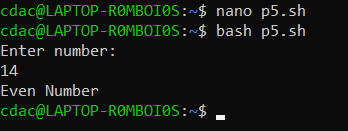 cdac@LAPTOP-R0MBOI0S:~$ nano p5.sh
cdac@LAPTOP-R0MBOI0S:~$ bash p5.sh
Enter number:
14
Even Number
cdac@LAPTOP-R0MBOI0S:~$